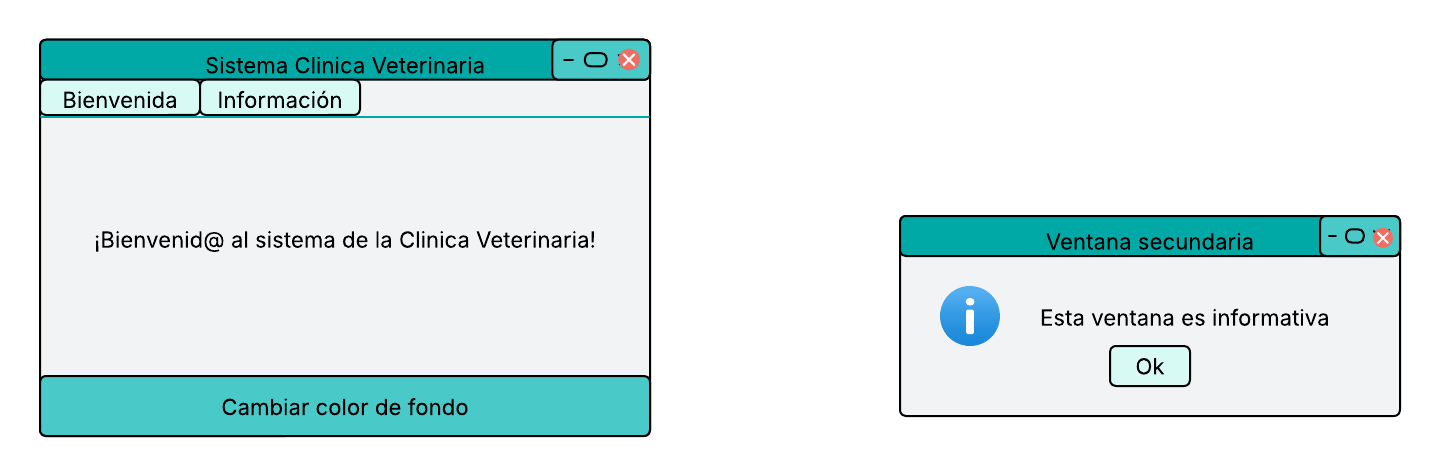 Sistema Clinica Veterinaria
Bienvenida
Información
¡Bienvenid@ al sistema de la Clinica Veterinaria!
Cambiar color de fondo
Ventana secundaria
Esta ventana es informativa
Ok